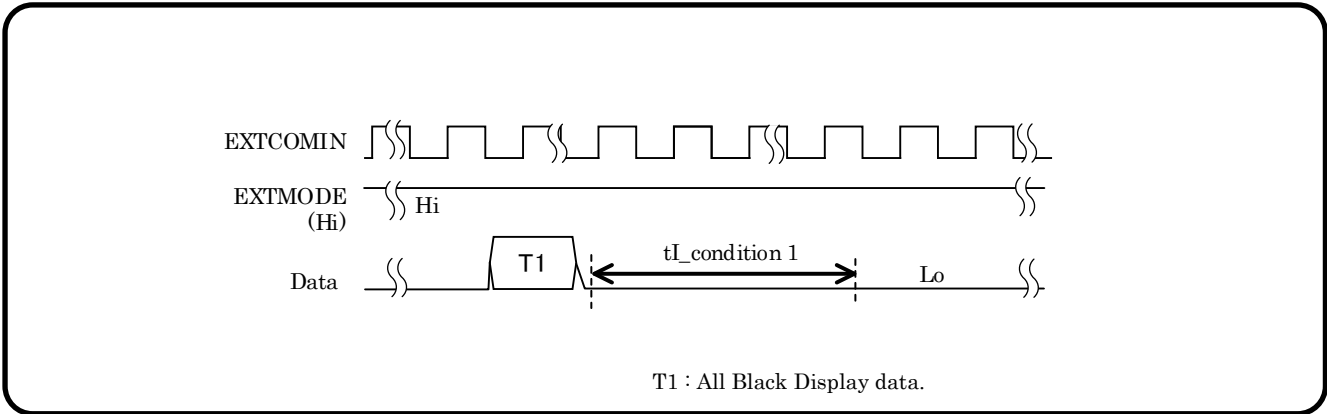 EXTCOMIN
EXTMODE
(Hi)
Hi
Data
T1
tI_condition 1
Lo
T1 : All Black Display data.